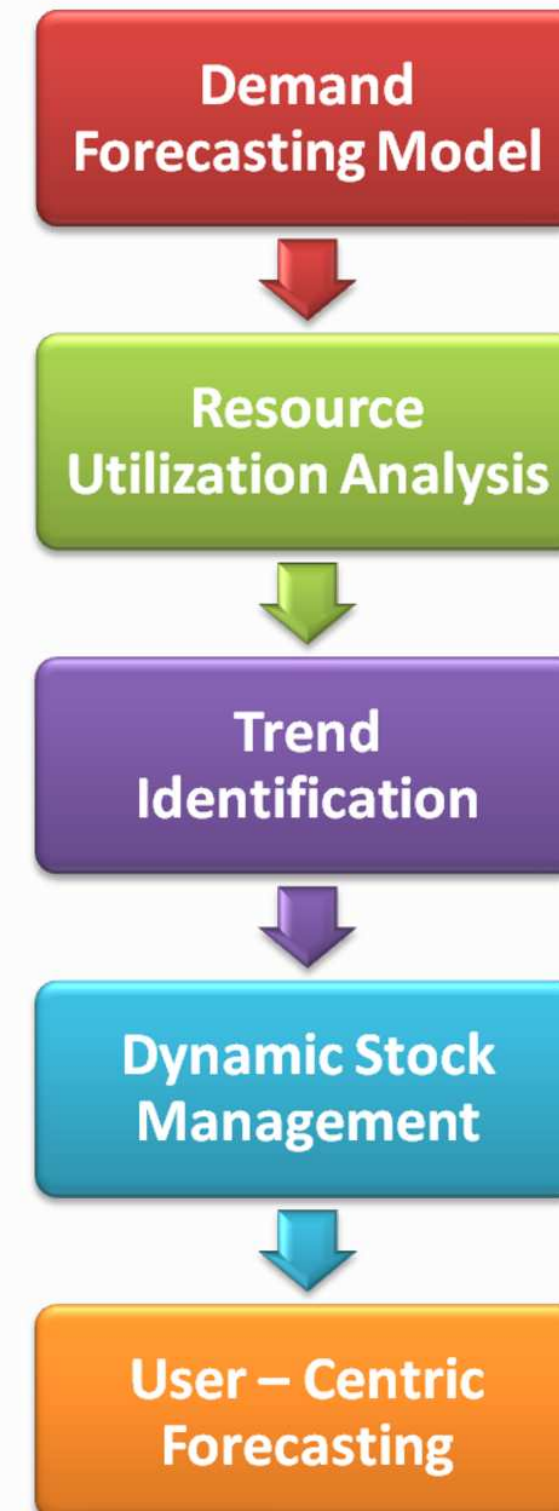 Demand
Forecasting Model
Resource
Utilization Analysis
Trend
Identification
Dynamic Stock
Management
User – Centric
Forecasting